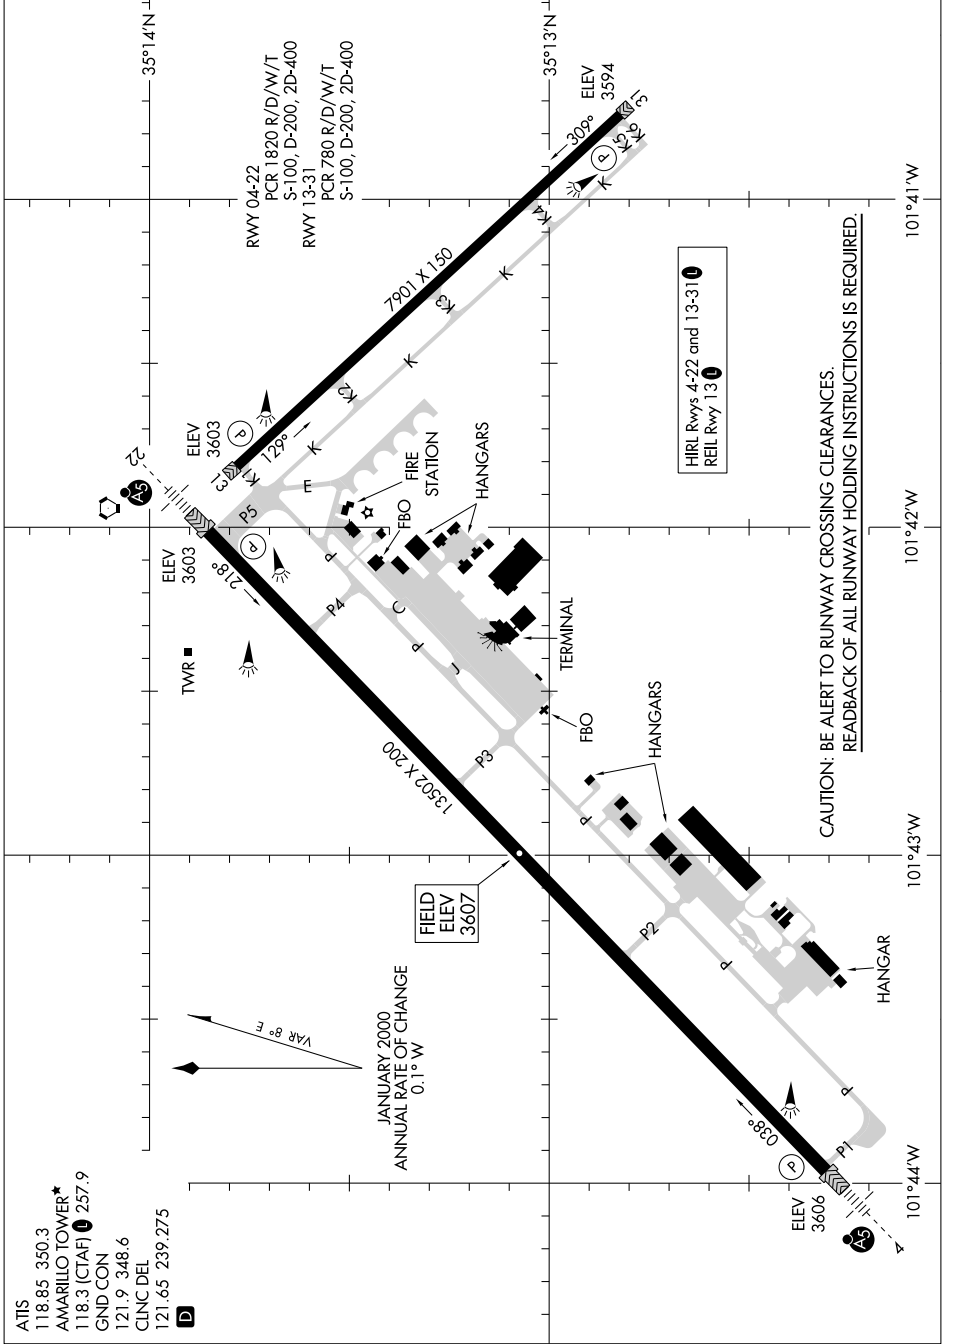 ATIS
118.85 350.3
AMARILLO TOWER★
118.3 (CTAF) L 257.9
GND CON
121.9 348.6
CLNC DEL
121.65 239.275
D
RWY 04-22
PCR 1820 R/D/W/T
S-100, D-200, 2D-400
RWY 13-31
PCR 780 R/D/W/T
S-100, D-200, 2D-400
35°14'N
35°13'N
JANUARY 2000
ANNUAL RATE OF CHANGE
0.1° W
VAR 8° E
FIELD
ELEV
3607
TWR
ELEV
3603
218°
22
A5
P
P5
ELEV
3603
13
P
129°
K1
K
E
K2
K
7901 X 150
K3
K
K4
K
309°
P
K5
K6
ELEV
3594
31
FIRE
STATION
FBO
HANGARS
P
P4
C
P
J
TERMINAL
FBO
13502 X 200
P3
P
HANGARS
P2
P
HANGAR
P
P1
038°
P
ELEV
3606
A5
4
HIRL Rwys 4-22 and 13-31 L
REIL Rwy 13 L
CAUTION: BE ALERT TO RUNWAY CROSSING CLEARANCES.
READBACK OF ALL RUNWAY HOLDING INSTRUCTIONS IS REQUIRED.
101°44'W
101°43'W
101°42'W
101°41'W